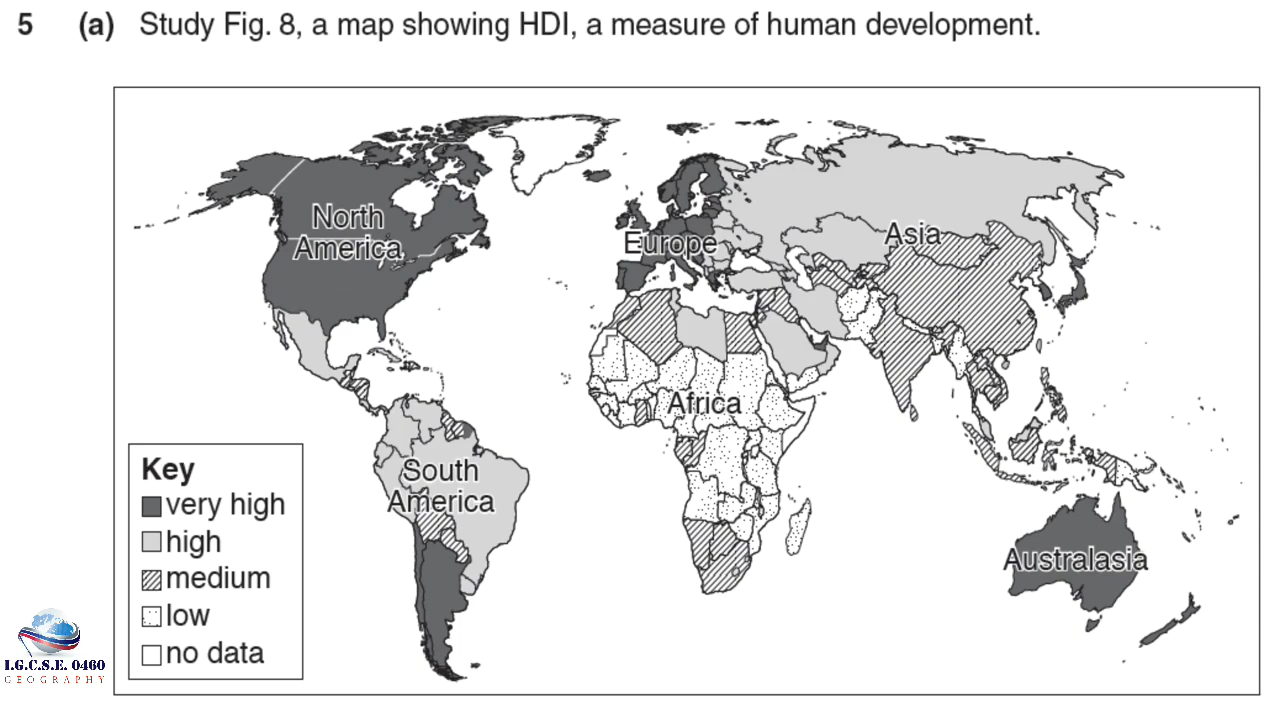 5 (a) Study Fig. 8, a map showing HDI, a measure of human development.
North
America
Europe
Asia
Africa
South
America
Australasia
Key
very high
high
medium
low
no data
I.G.C.S.E. 0460
GEOGRAPHY